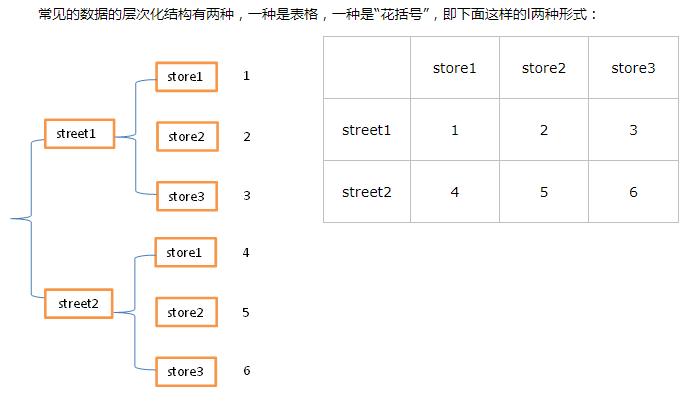 常见的数据的层次化结构有两种，一种是表格，一种是“花括号”，即下面这样的l两种形式：
store1 1
street1
store2 2
store3 3
store1 4
street2
store2 5
store3 6
store1 store2 store3
street1 1 2 3
street2 4 5 6